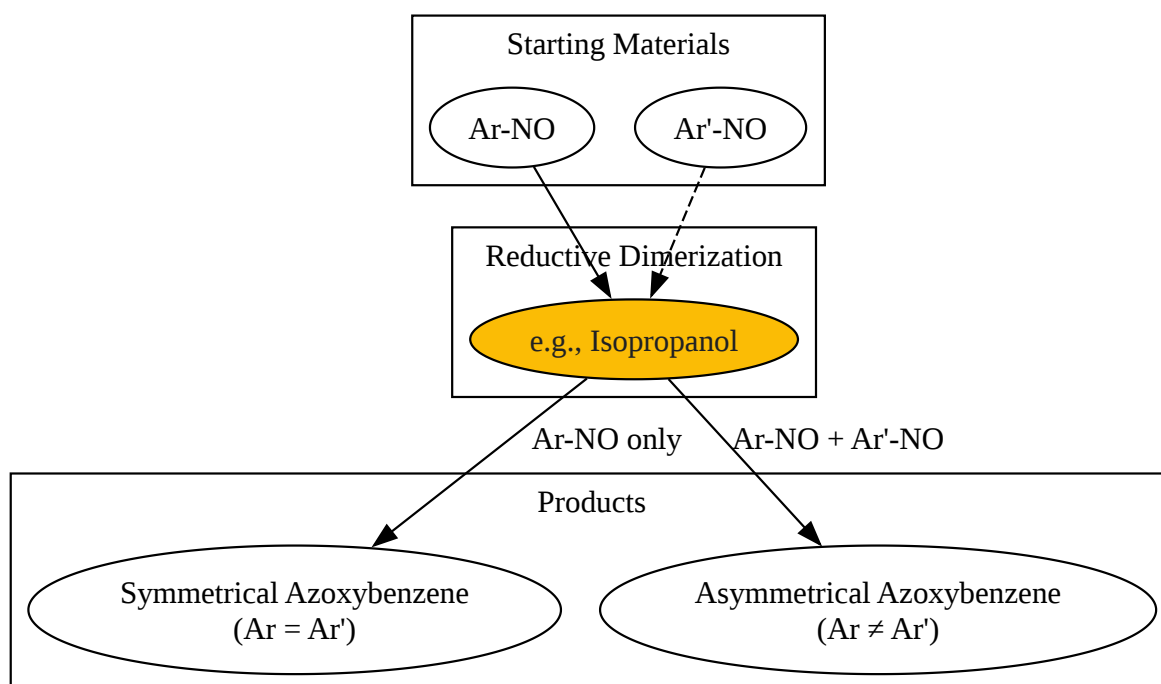 Starting Materials
Ar-NO
Ar'-NO
Reductive Dimerization
e.g., Isopropanol
Ar-NO only
Ar-NO + Ar'-NO
Products
Symmetrical Azoxybenzene
(Ar = Ar')
Asymmetrical Azoxybenzene
(Ar ≠ Ar')